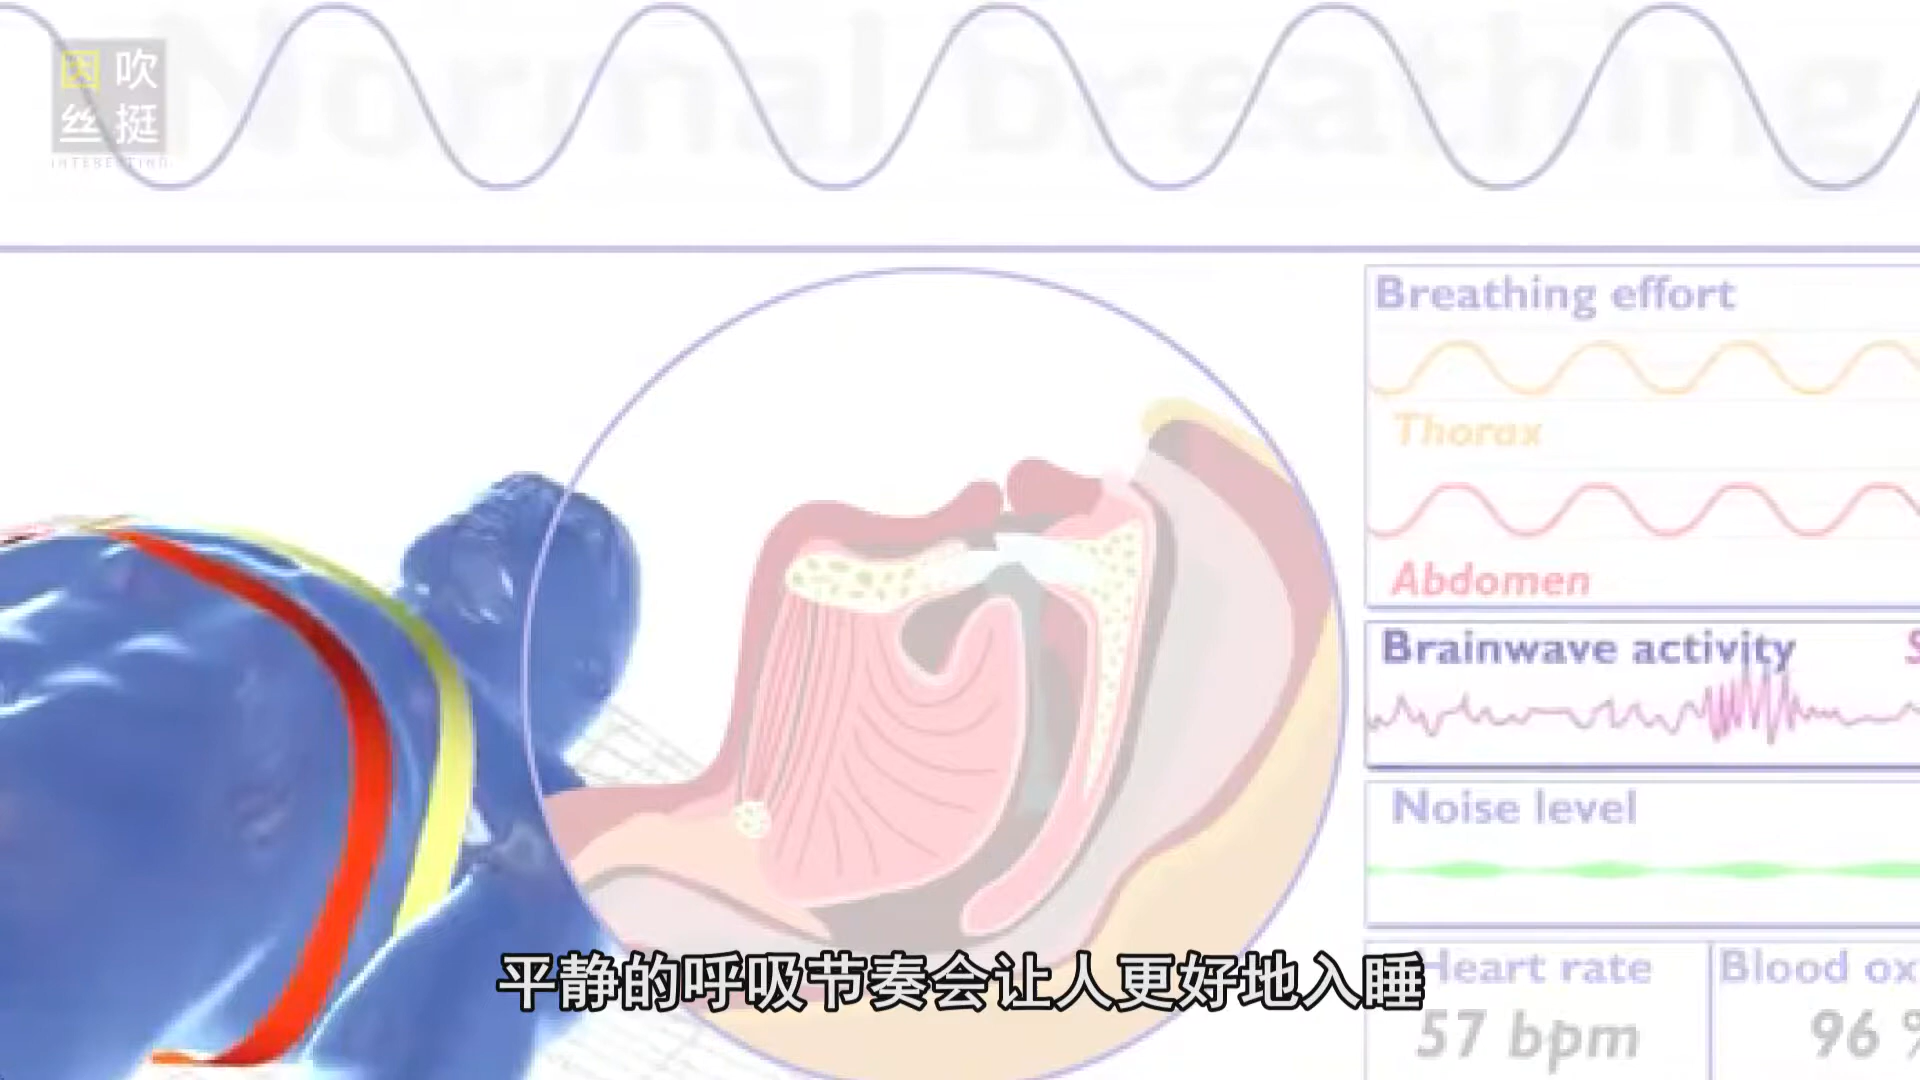 因吹
丝挺
INTERESTING
Normal breathing
Breathing effort
Thorax
Abdomen
Brainwave activity
Noise level
Heart rate
Blood ox
57 bpm
96 %
平静的呼吸节奏会让人更好地入睡